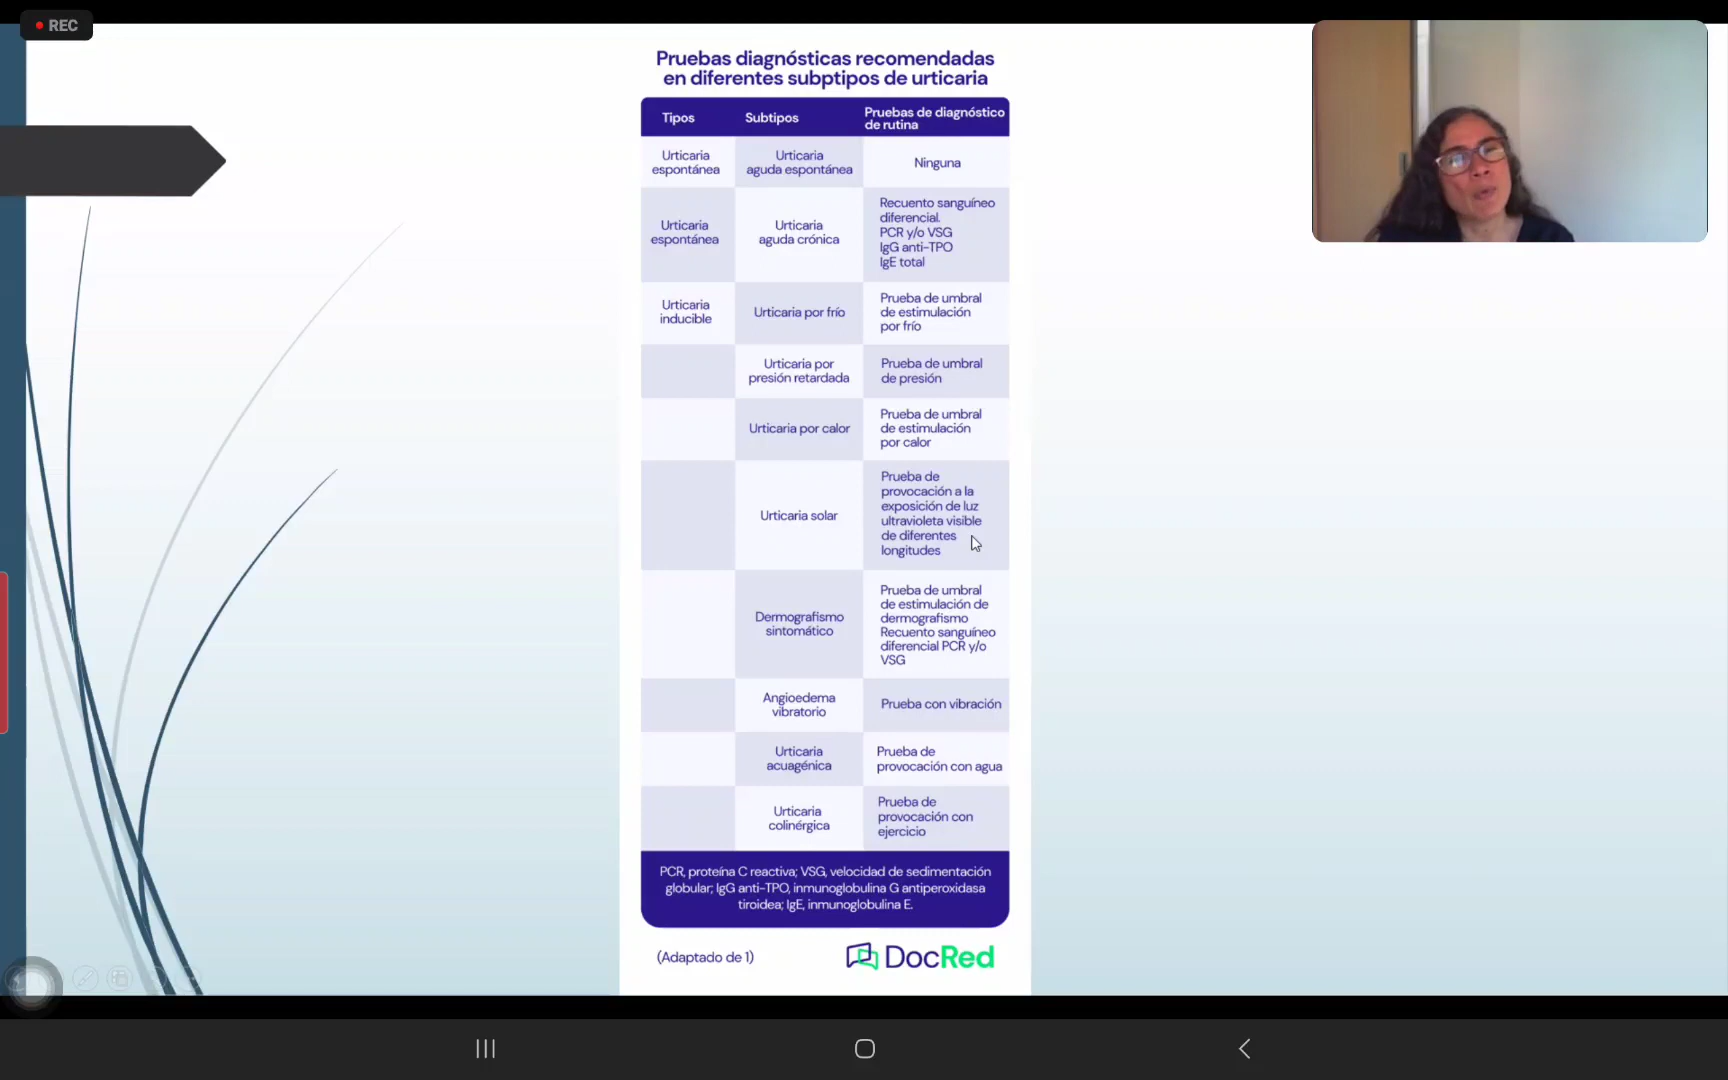 REC
Pruebas diagnósticas recomendadas
en diferentes subptipos de urticaria
Tipos
Subtipos
Pruebas de diagnóstico
de rutina
Urticaria
espontánea
Urticaria
aguda espontánea
Ninguna
Urticaria
espontánea
Urticaria
aguda crónica
Recuento sanguíneo
diferencial.
PCR y/o VSG
IgG anti-TPO
IgE total
Urticaria
inducible
Urticaria por frío
Prueba de umbral
de estimulación
por frío
Urticaria por
presión retardada
Prueba de umbral
de presión
Urticaria por calor
Prueba de umbral
de estimulación
por calor
Urticaria solar
Prueba de
provocación a la
exposición de luz
ultravioleta visible
de diferentes
longitudes
Dermografismo
sintomático
Prueba de umbral
de estimulación de
dermografismo
Recuento sanguíneo
diferencial PCR y/o
VSG
Angioedema
vibratorio
Prueba con vibración
Urticaria
acuagénica
Prueba de
provocación con agua
Urticaria
colinérgica
Prueba de
provocación con
ejercicio
PCR, proteína C reactiva; VSG, velocidad de sedimentación
globular; IgG anti-TPO, inmunoglobulina G antiperoxidasa
tiroidea; IgE, inmunoglobulina E.
(Adaptado de 1)
DocRed